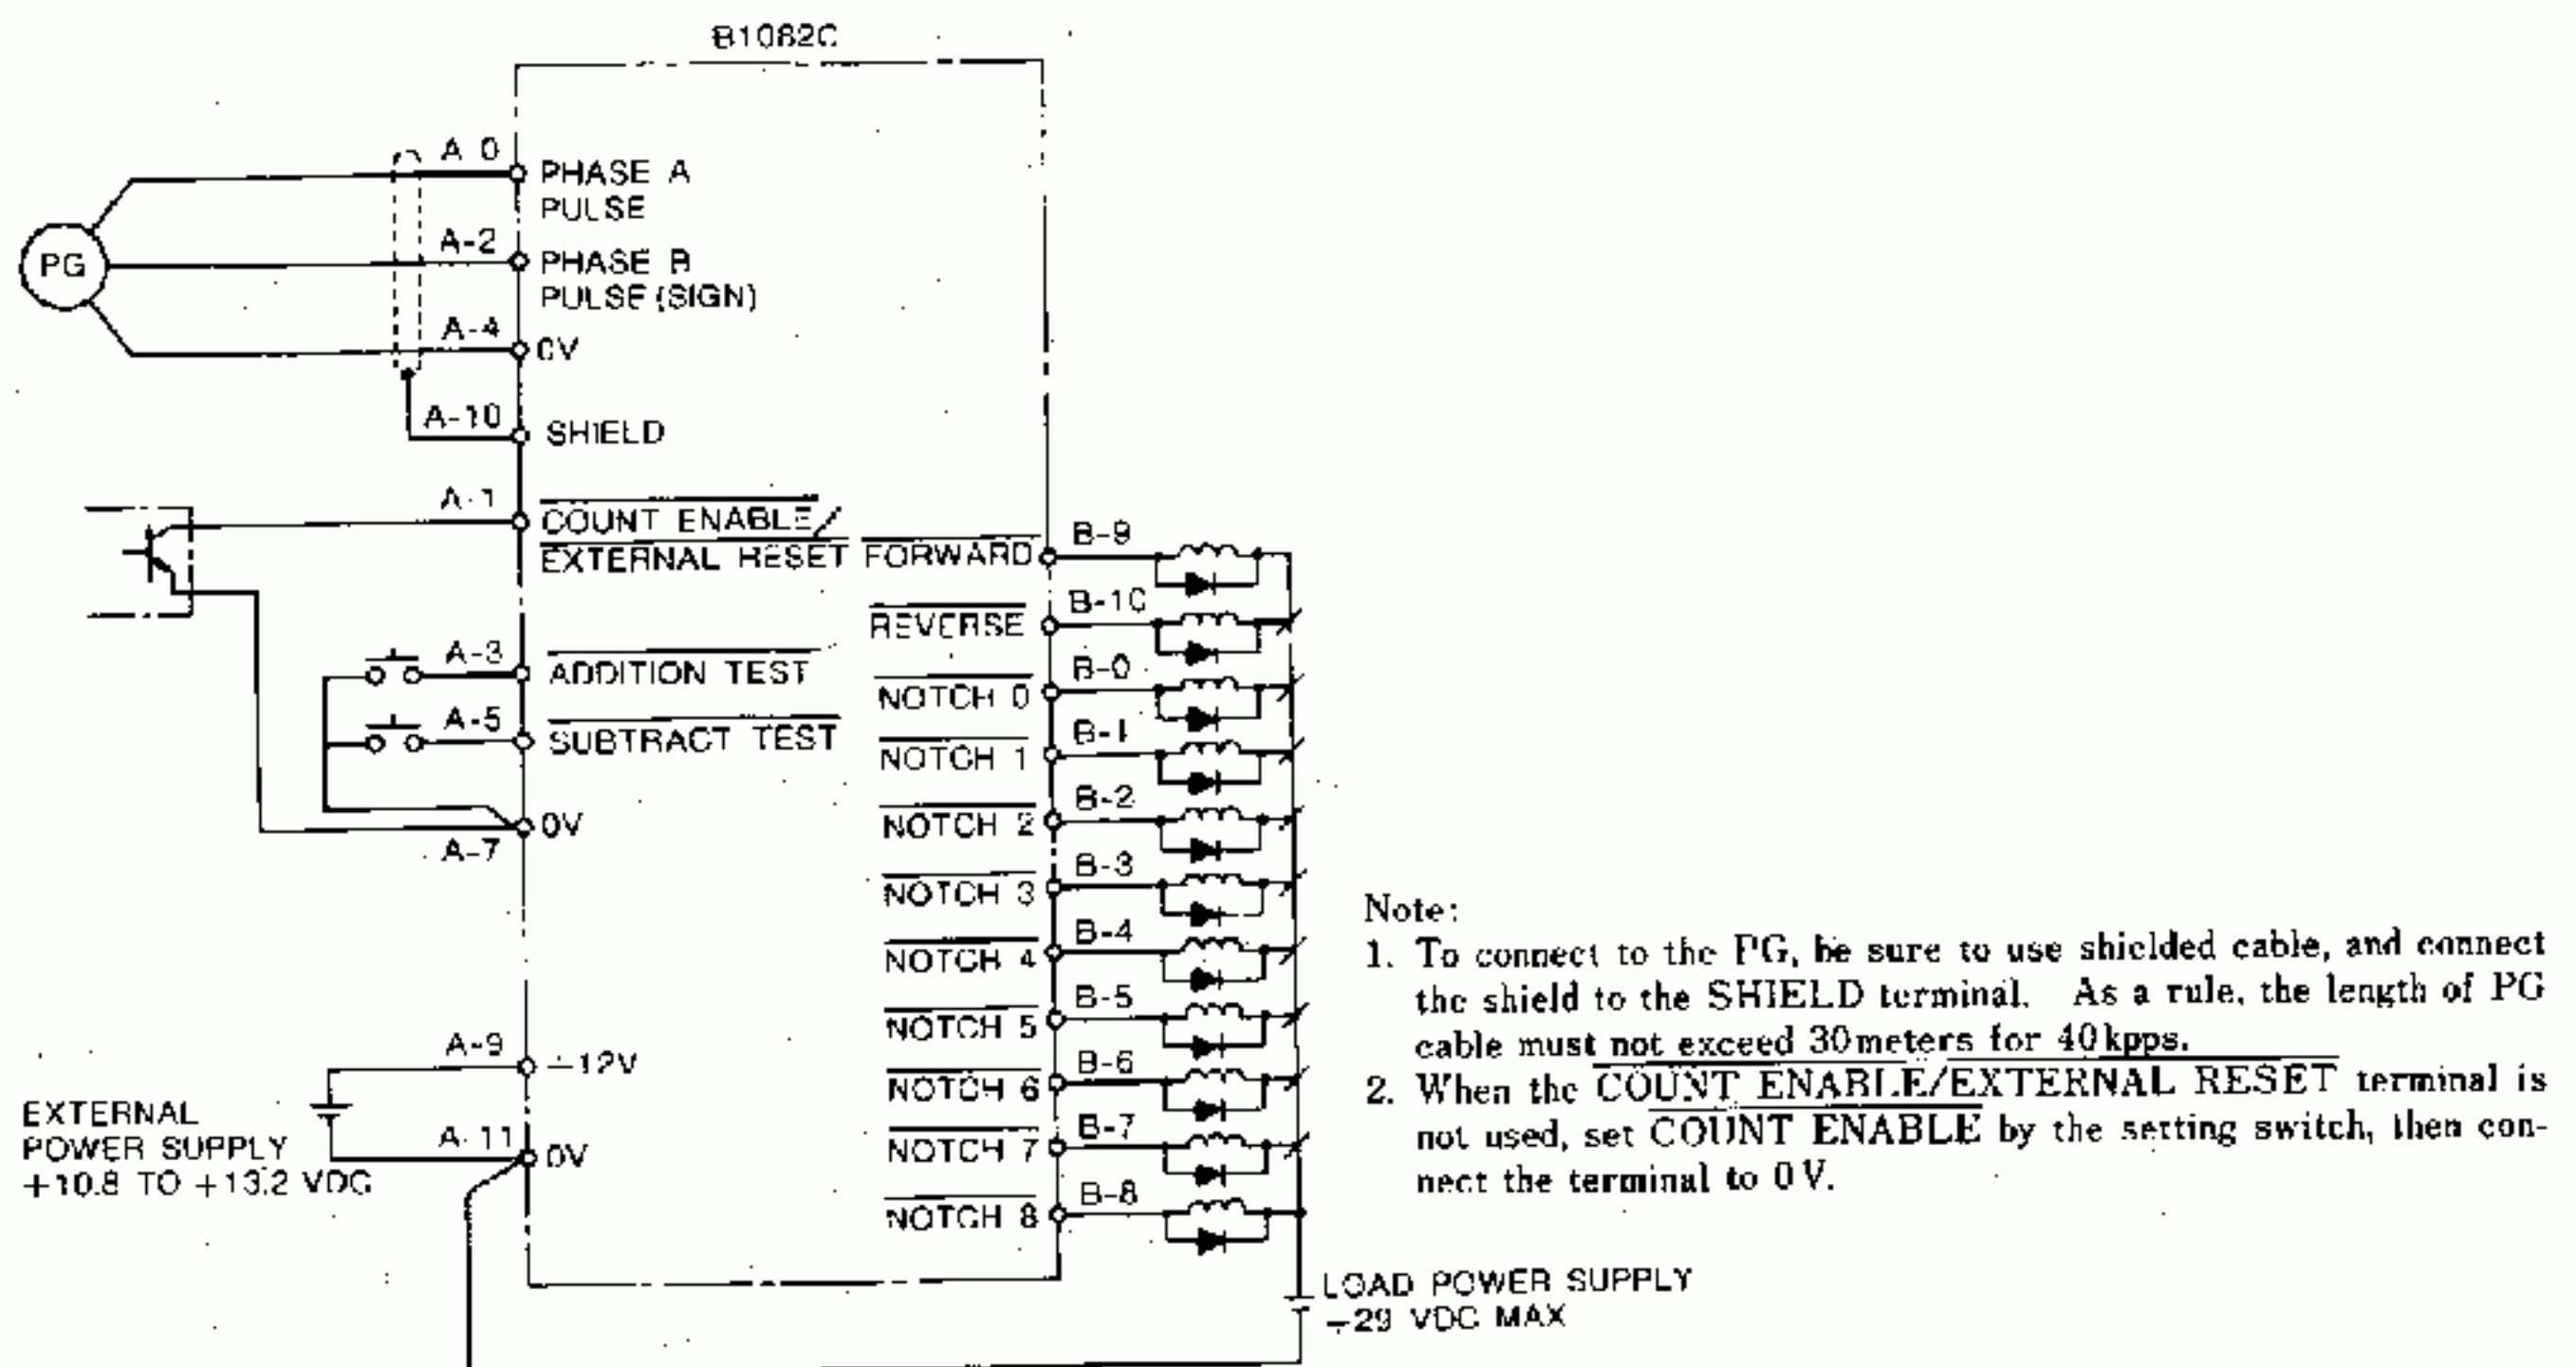 B1082C
A 0
PHASE A
PULSE
A-2
PHASE B
PULSE (SIGN)
PG
A-4
0V
A-10
SHIELD
A-1
COUNT ENABLE/
EXTERNAL RESET
FORWARD
B-9
REVERSE
B-10
A-3
ADDITION TEST
NOTCH 0
B-0
A-5
SUBTRACT TEST
NOTCH 1
B-1
0V
A-7
NOTCH 2
B-2
NOTCH 3
B-3
NOTCH 4
B-4
NOTCH 5
B-5
A-9
+12V
NOTCH 6
B-6
EXTERNAL
POWER SUPPLY
+10.8 TO +13.2 VDC
A-11
0V
NOTCH 7
B-7
NOTCH 8
B-8
LOAD POWER SUPPLY
+29 VDC MAX
Note:
1. To connect to the PG, be sure to use shielded cable, and connect
the shield to the SHIELD terminal. As a rule, the length of PG
cable must not exceed 30meters for 40kpps.
2. When the COUNT ENABLE/EXTERNAL RESET terminal is
not used, set COUNT ENABLE by the setting switch, then con-
nect the terminal to 0 V.